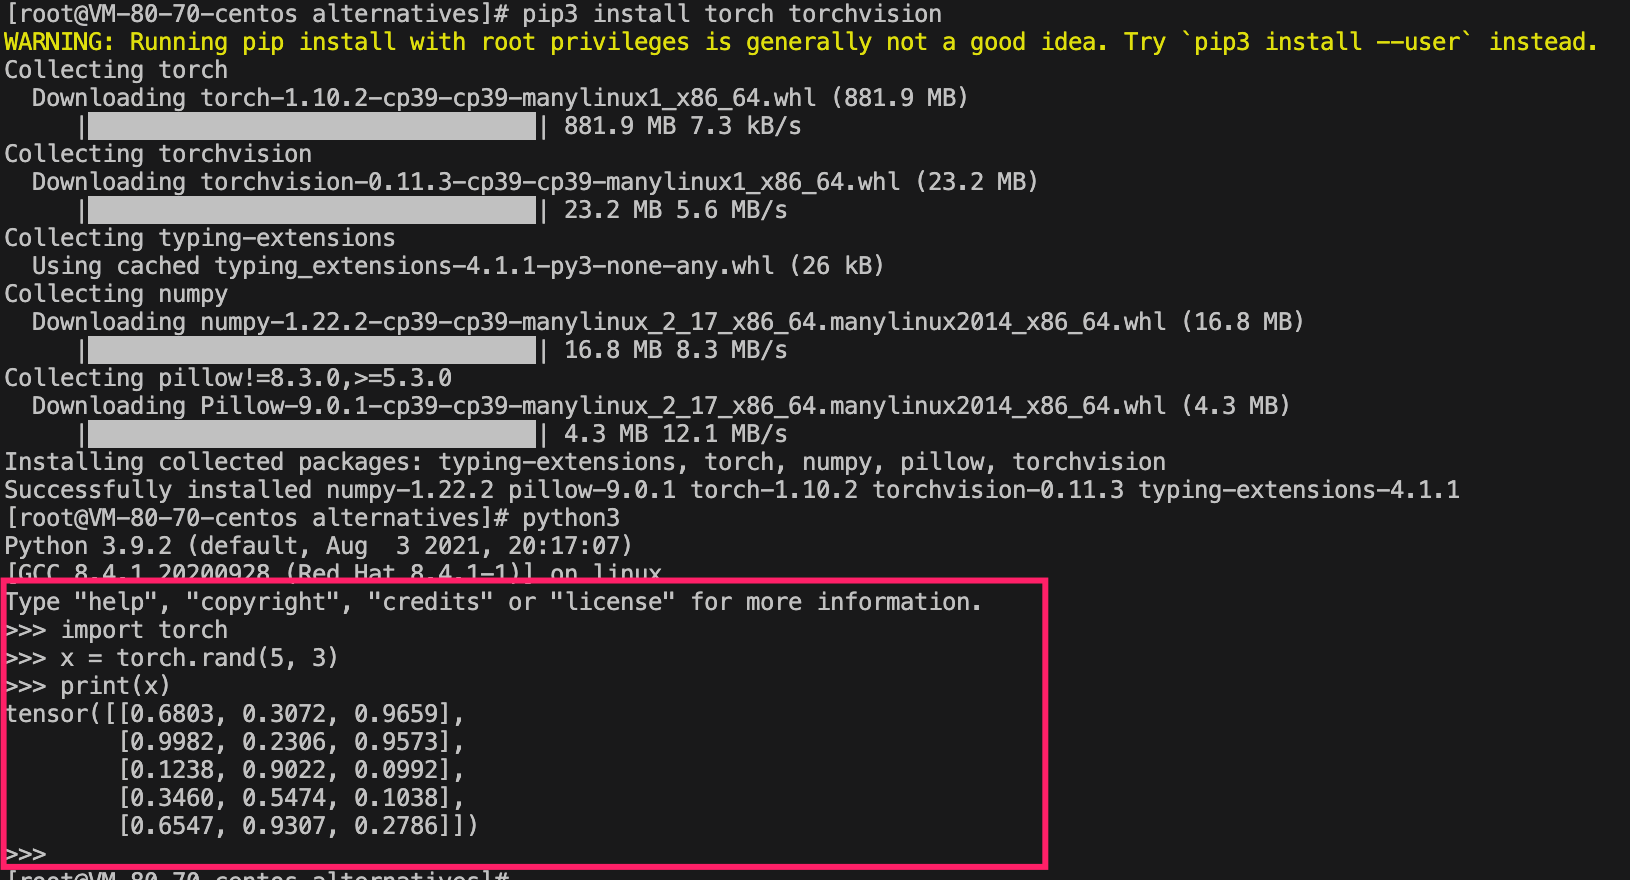 [root@VM-80-70-centos alternatives]# pip3 install torch torchvision
WARNING: Running pip install with root privileges is generally not a good idea. Try `pip3 install --user` instead.
Collecting torch
  Downloading torch-1.10.2-cp39-cp39-manylinux1_x86_64.whl (881.9 MB)
     |████████████████████████████████| 881.9 MB 7.3 kB/s
Collecting torchvision
  Downloading torchvision-0.11.3-cp39-cp39-manylinux1_x86_64.whl (23.2 MB)
     |████████████████████████████████| 23.2 MB 5.6 MB/s
Collecting typing-extensions
  Using cached typing_extensions-4.1.1-py3-none-any.whl (26 kB)
Collecting numpy
  Downloading numpy-1.22.2-cp39-cp39-manylinux_2_17_x86_64.manylinux2014_x86_64.whl (16.8 MB)
     |████████████████████████████████| 16.8 MB 8.3 MB/s
Collecting pillow!=8.3.0,>=5.3.0
  Downloading Pillow-9.0.1-cp39-cp39-manylinux_2_17_x86_64.manylinux2014_x86_64.whl (4.3 MB)
     |████████████████████████████████| 4.3 MB 12.1 MB/s
Installing collected packages: typing-extensions, torch, numpy, pillow, torchvision
Successfully installed numpy-1.22.2 pillow-9.0.1 torch-1.10.2 torchvision-0.11.3 typing-extensions-4.1.1
[root@VM-80-70-centos alternatives]# python3
Python 3.9.2 (default, Aug  3 2021, 20:17:07)
[GCC 8.4.1 20200928 (Red Hat 8.4.1-1)] on linux
Type "help", "copyright", "credits" or "license" for more information.
>>> import torch
>>> x = torch.rand(5, 3)
>>> print(x)
tensor([[0.6803, 0.3072, 0.9659],
        [0.9982, 0.2306, 0.9573],
        [0.1238, 0.9022, 0.0992],
        [0.3460, 0.5474, 0.1038],
        [0.6547, 0.9307, 0.2786]])
>>>
[root@VM-80-70-centos alternatives]#